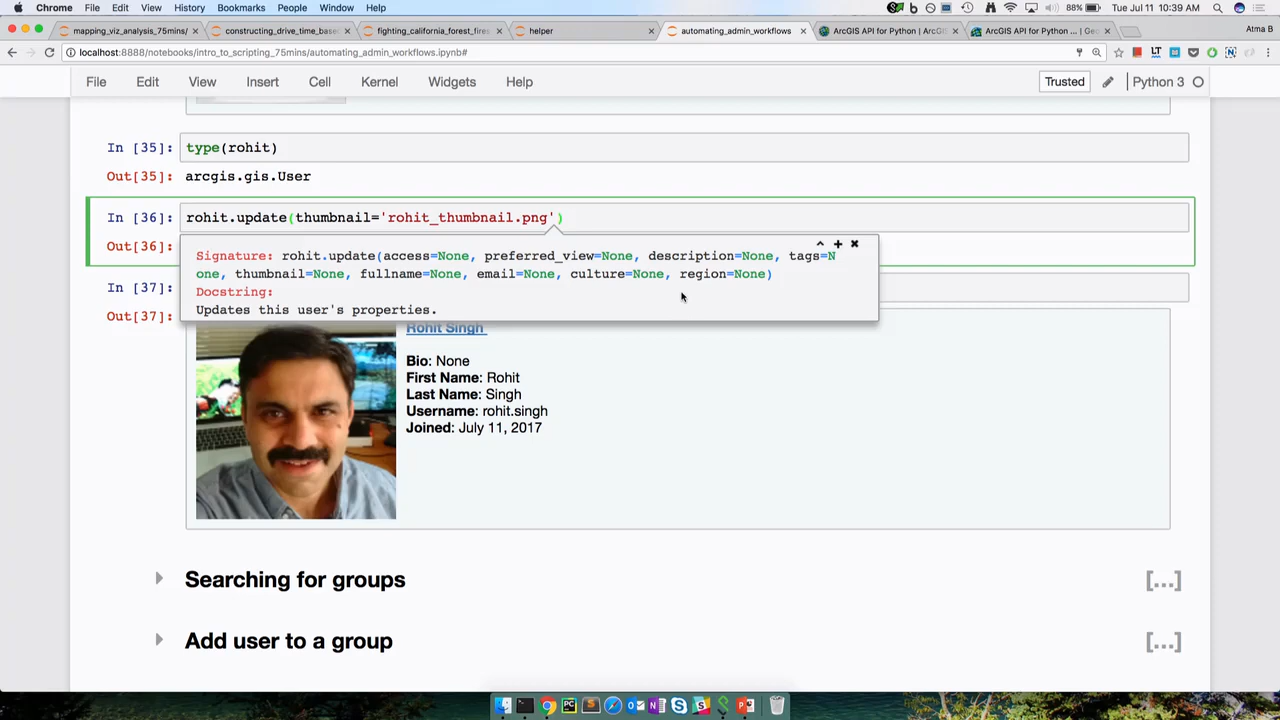 Chrome File Edit View History Bookmarks People Window Help 88% Tue Jul 11 10:39 AM
mapping_viz_analysis_75mins/ constructing_drive_time_base fighting_california_forest_fires helper automating_admin_workflows ArcGIS API for Python | ArcG ArcGIS API for Python ... | Ge Atma B
localhost:8888/notebooks/intro_to_scripting_75mins/automating_admin_workflows.ipynb#
File Edit View Insert Cell Kernel Widgets Help Trusted Python 3
In [35]: type(rohit)
Out[35]: arcgis.gis.User
In [36]: rohit.update(thumbnail='rohit_thumbnail.png')
Out[36]:
Signature: rohit.update(access=None, preferred_view=None, description=None, tags=N
one, thumbnail=None, fullname=None, email=None, culture=None, region=None)
Docstring:
Updates this user's properties.
In [37]:
Out[37]:
Rohit Singh
Bio: None
First Name: Rohit
Last Name: Singh
Username: rohit.singh
Joined: July 11, 2017
Searching for groups [...]
Add user to a group [...]